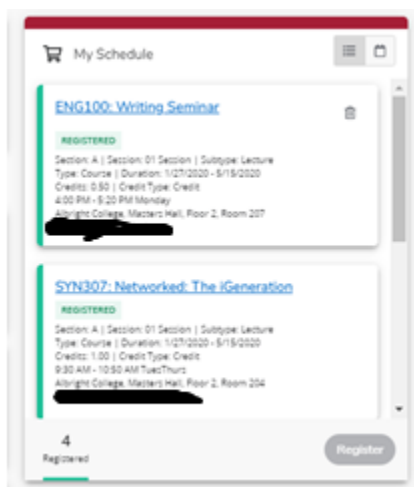 My Schedule
ENG100: Writing Seminar
REGISTERED
Section: A | Session: 01 Session | Subtype: Lecture
Type: Course | Duration: 1/27/2020 - 5/15/2020
Credits: 0.50 | Credit Type: Credit
4:00 PM - 5:20 PM Monday
Albright College, Masters Hall, Floor 2, Room 207
SYN307: Networked: The iGeneration
REGISTERED
Section: A | Session: 01 Session | Subtype: Lecture
Type: Course | Duration: 1/27/2020 - 5/15/2020
Credits: 1.00 | Credit Type: Credit
9:30 AM - 10:50 AM TuesThurs
Albright College, Masters Hall, Floor 2, Room 204
4
Registered
Register